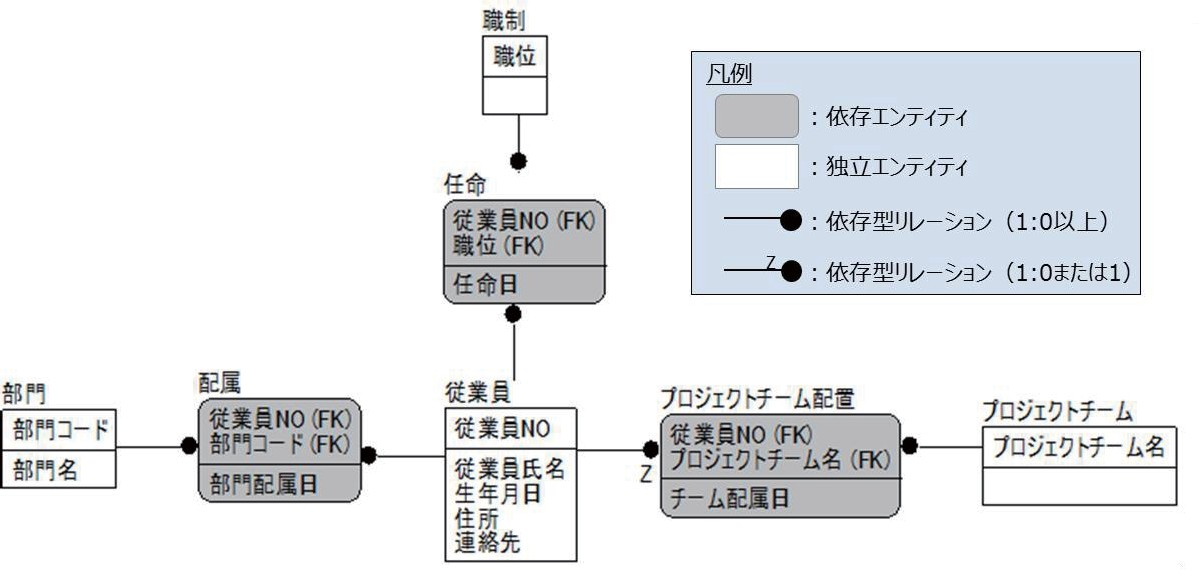 職制
職位
任命
従業員NO (FK)
職位 (FK)
任命日
凡例
：依存エンティティ
：独立エンティティ
：依存型リレーション（1:0以上）
Z
：依存型リレーション（1:0または1）
部門
部門コード
部門名
配属
従業員NO (FK)
部門コード (FK)
部門配属日
従業員
従業員NO
従業員氏名
生年月日
住所
連絡先
Z
プロジェクトチーム配置
従業員NO (FK)
プロジェクトチーム名 (FK)
チーム配属日
プロジェクトチーム
プロジェクトチーム名